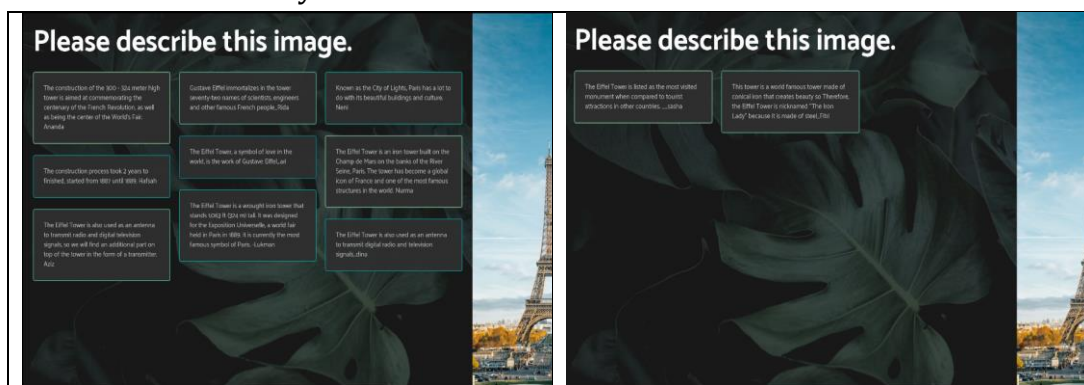 Please describe this image.
The construction of the 300 - 324 meter high
tower is aimed at commemorating the
centenary of the French Revolution, as well
as being the center of the World's Fair.
Ananda
The construction process took 2 years to
finished, started from 1887 until 1889. Hafsah
The Eiffel Tower is also used as an antenna
to transmit radio and digital television
signals, so we will find an additional part on
top of the tower in the form of a transmitter.
Aziz
Gustave Eiffel immortalizes in the tower
seventy-two names of scientists, engineers
and other famous French people_Rida
The Eiffel Tower, a symbol of love in the
world, is the work of Gustave Eiffel_
The Eiffel Tower is a wrought iron tower that
stands 1,063 ft (324 m) tall. It was designed
for the Exposition Universelle, a world fair
held in Paris in 1889. It is currently the most
famous symbol of Paris. -Lukman
Known as the City of Lights, Paris has a lot to
do with its beautiful buildings and culture.
Neni
The Eiffel Tower is an iron tower built on the
Champ de Mars on the banks of the River
Seine, Paris. The tower has become a global
icon of France and one of the most famous
structures in the world.
The Eiffel Tower is also used as an antenna
to transmit digital radio and television
signals_dina
Please describe this image.
The Eiffel Tower is listed as the most visited
monument when compared to tourist
attractions in other countries. __sasha
This tower is a world famous tower made of
conical iron that creates beauty so Therefore,
the Eiffel Tower is nicknamed "The Iron
Lady" because it is made of steel_Fitri